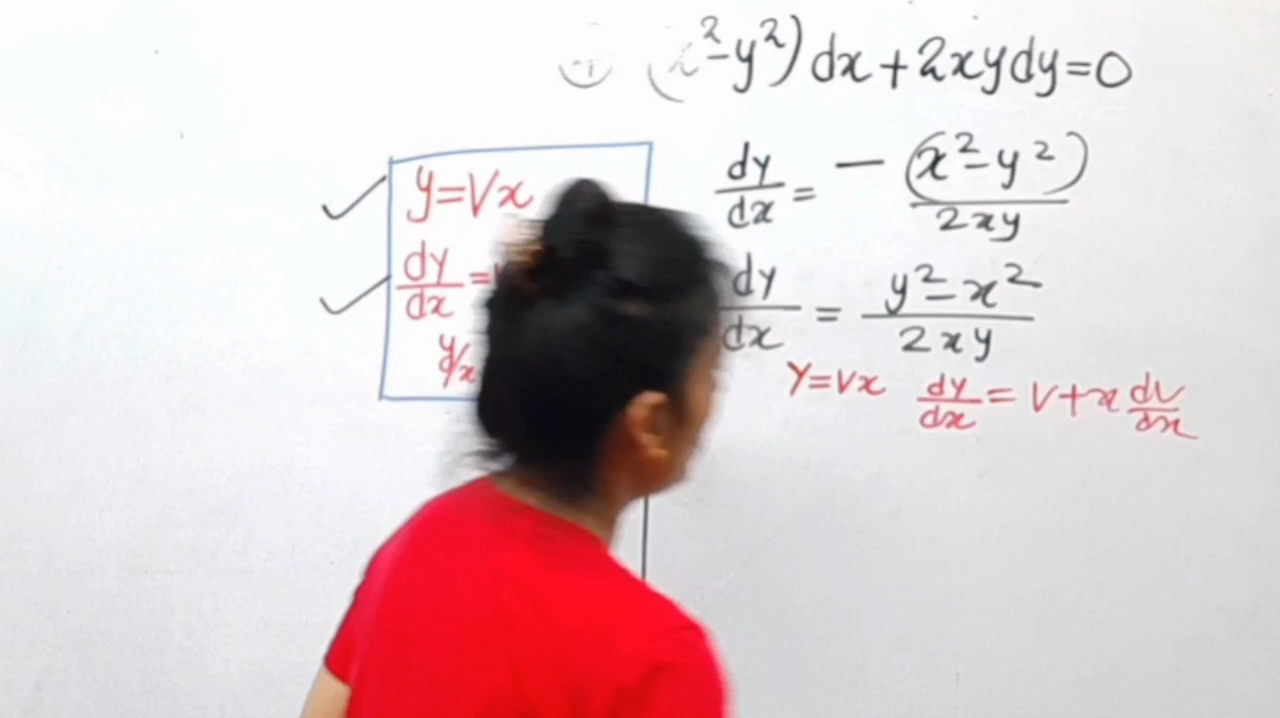 ²-y²) dx + 2xydy = 0
dy/dx = - (x²-y²)/2xy
dy/dx = y²-x²/2xy
y=Vx dy/dx = V+x dv/dx
y=Vx
dy/dx =
y/x